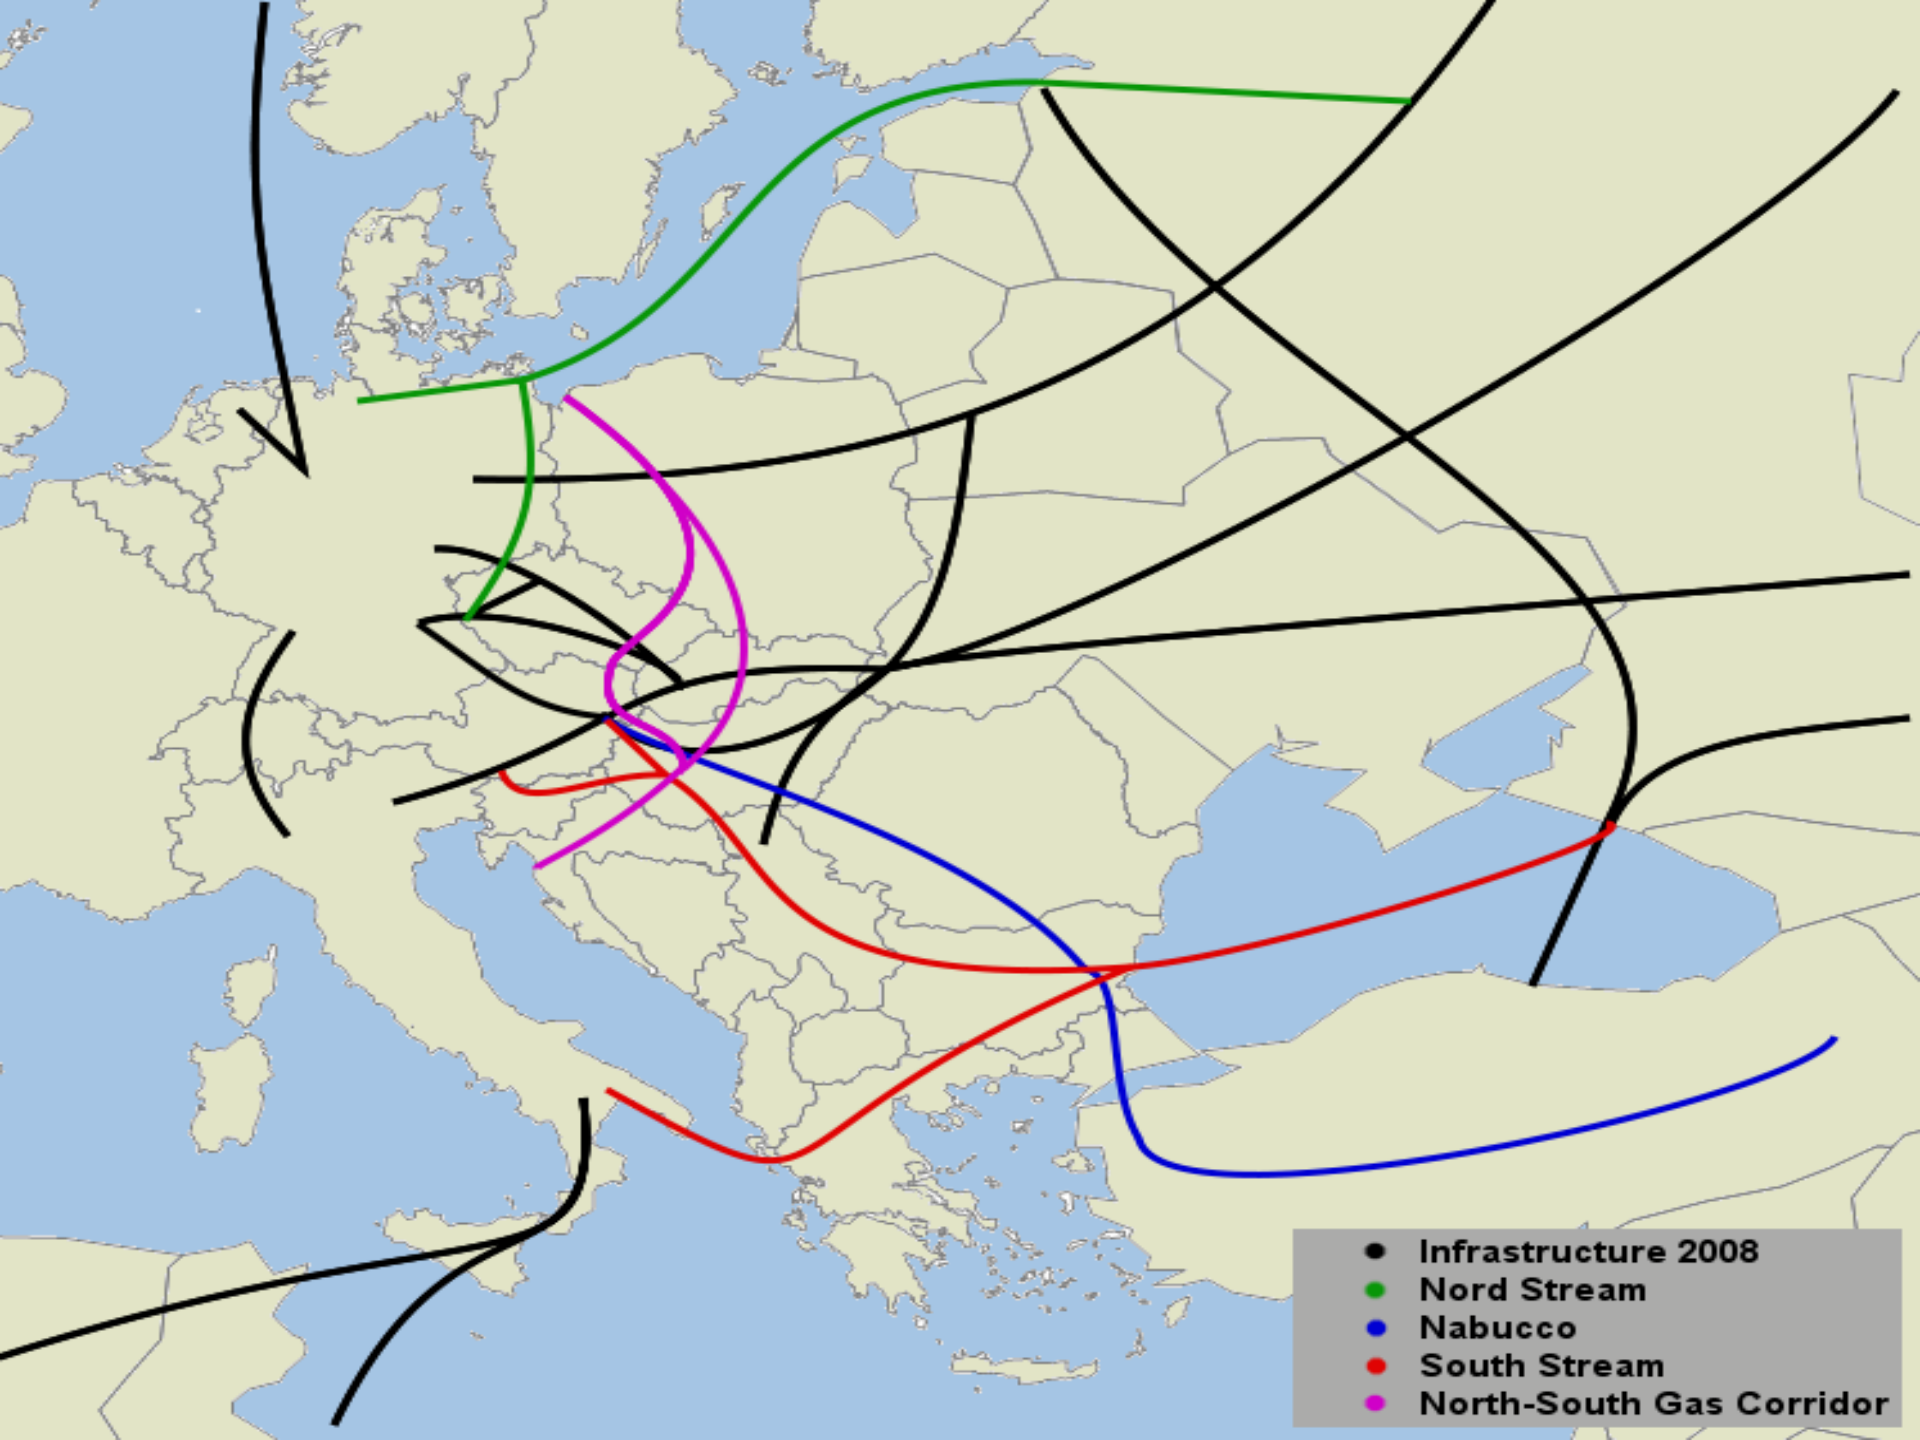 Infrastructure 2008
Nord Stream
Nabucco
South Stream
North-South Gas Corridor